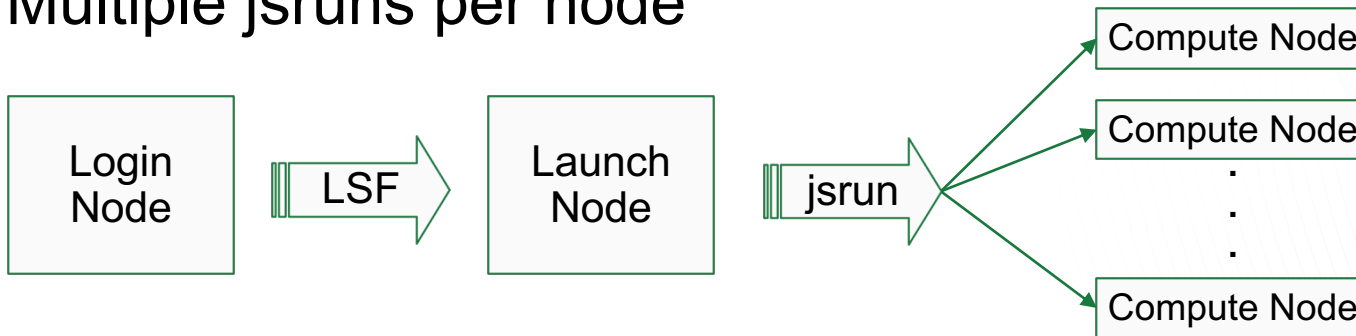 Multiple jsruns per node
Login
Node
LSF
Launch
Node
jsrun
Compute Node
Compute Node
.
.
.
Compute Node